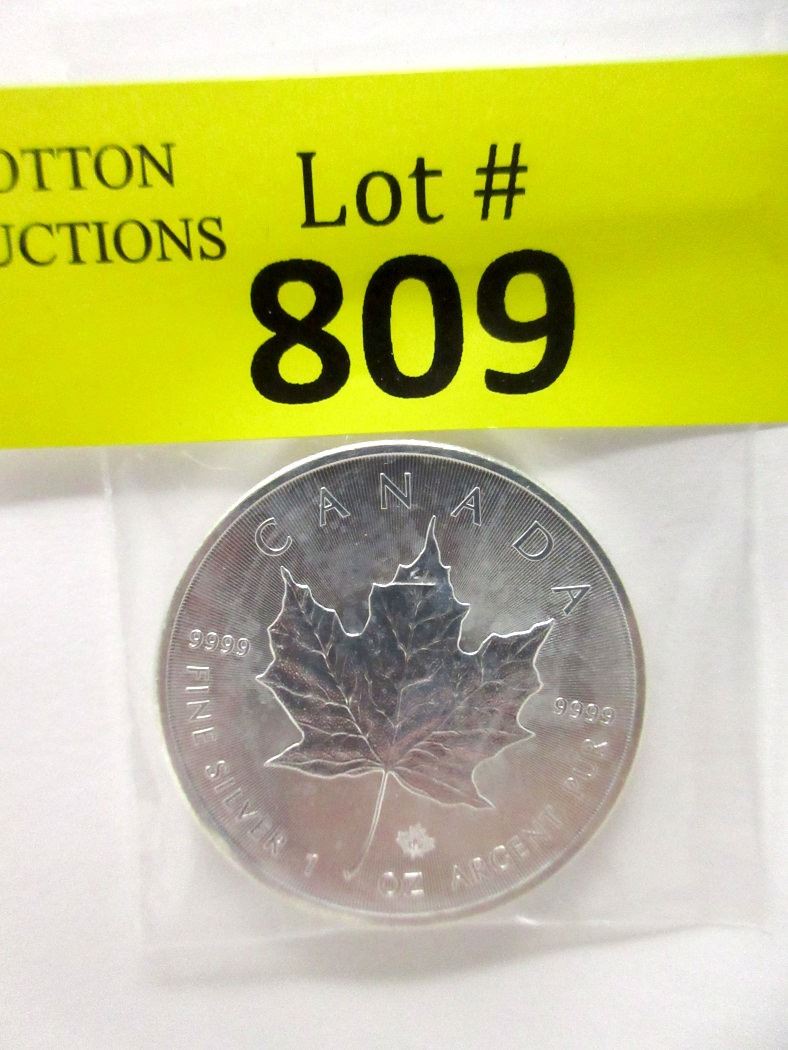 OTTON
UCTIONS
Lot #
809
CANADA
9999
9999
FINE SILVER 1 OZ ARGENT PUR